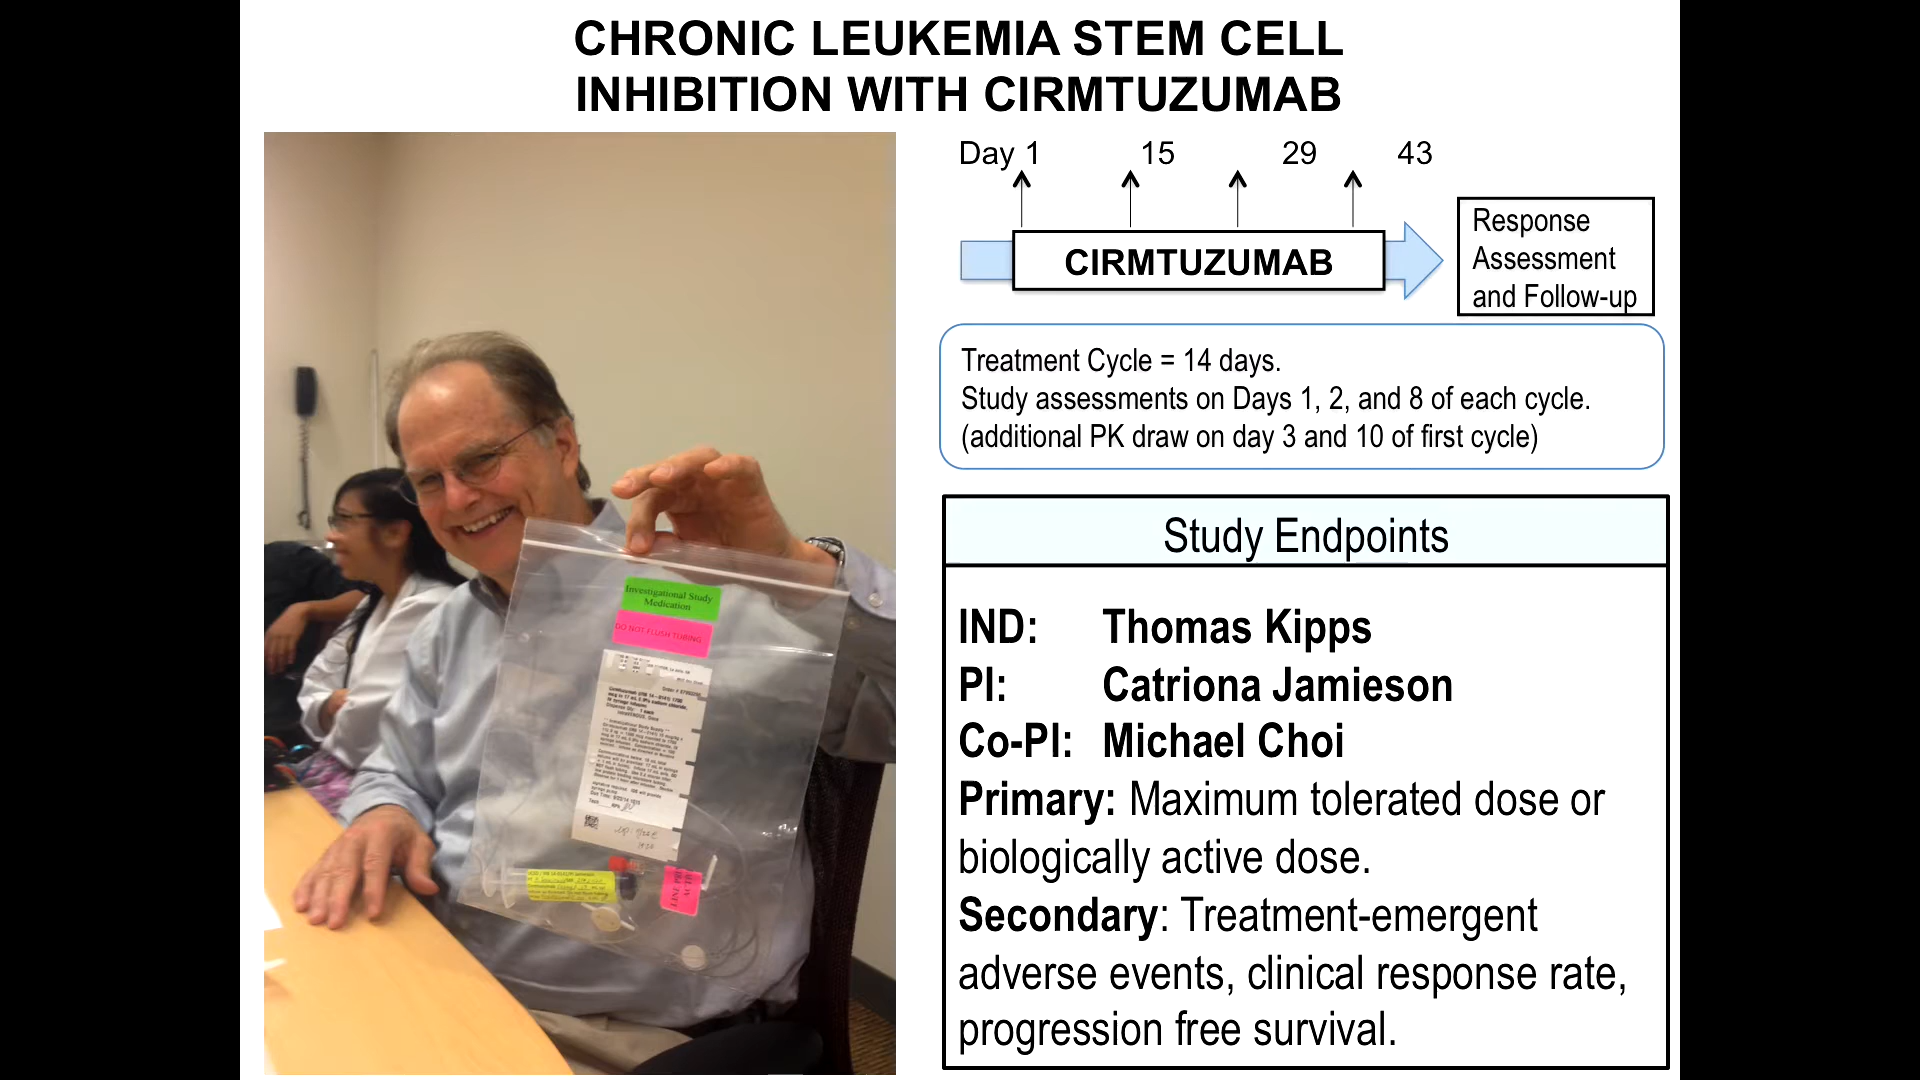 CHRONIC LEUKEMIA STEM CELL
INHIBITION WITH CIRMTUZUMAB
Day 1 15 29 43
CIRMTUZUMAB
Response
Assessment
and Follow-up
Treatment Cycle = 14 days.
Study assessments on Days 1, 2, and 8 of each cycle.
(additional PK draw on day 3 and 10 of first cycle)
Investigational Study
Medication
DO NOT FLUSH TUBING
Study Endpoints
IND: Thomas Kipps
PI: Catriona Jamieson
Co-PI: Michael Choi
Primary: Maximum tolerated dose or
biologically active dose.
Secondary: Treatment-emergent
adverse events, clinical response rate,
progression free survival.